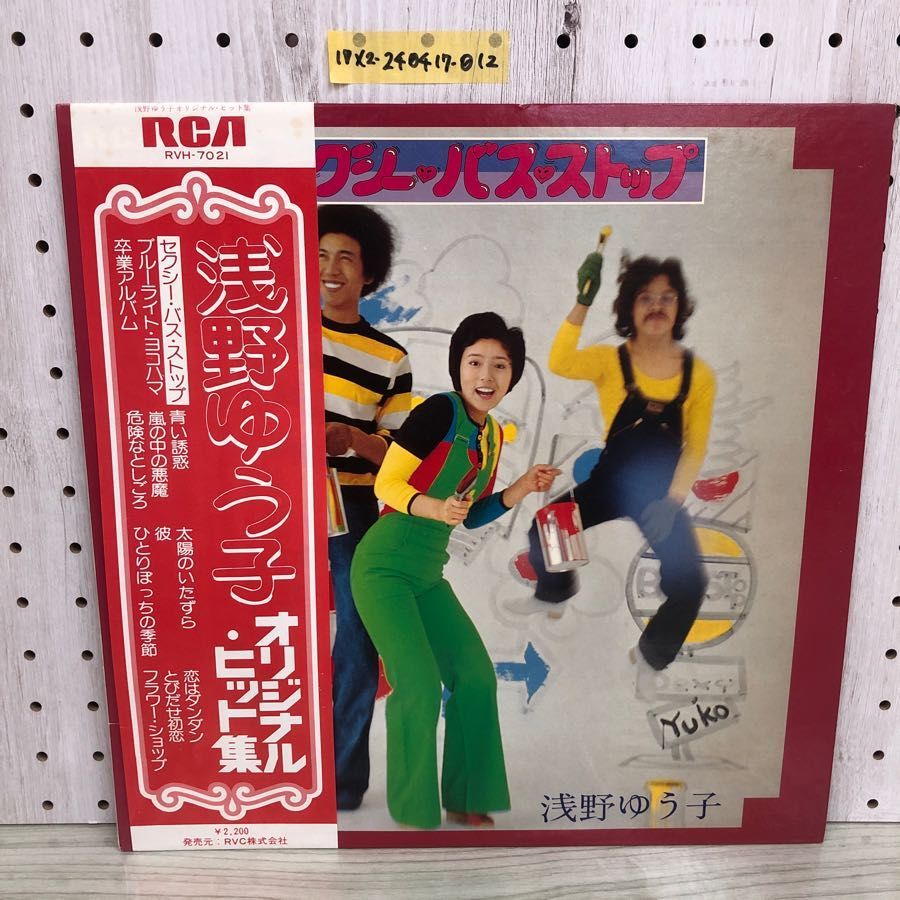 17X2-240417-012
浅野ゆう子オリジナル・ヒット集
RCA
RVH-7021
浅野ゆう子
オリジナル
・ヒット集
セクシー・バス・ストップ
ブルーライト・ヨコハマ
卒業アルバム
青い誘惑
嵐の中の悪魔
危険なとしごろ
太陽のいたずら
彼
ひとりぼっちの季節
恋はダンダン
とびだせ初恋
フラワー・ショップ
¥2,200
発売元:RVC株式会社
クシー・バス・ストップ
Yuko
浅野ゆう子